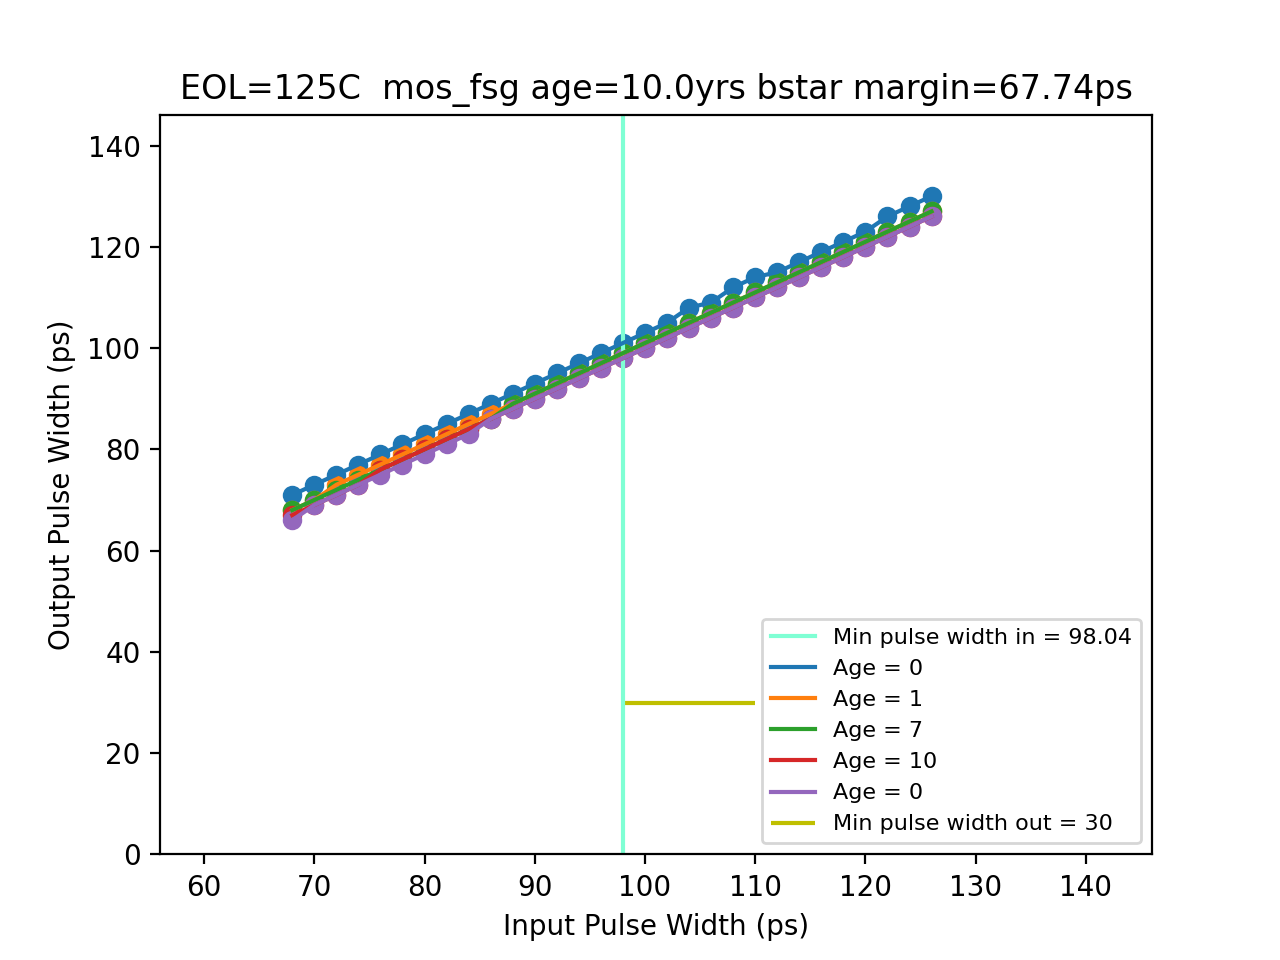 EOL=125C  mos_fsg age=10.0yrs bstar margin=67.74ps
140
120
100
80
60
40
20
0
Output Pulse Width (ps)
Min pulse width in = 98.04
Age = 0
Age = 1
Age = 7
Age = 10
Age = 0
Min pulse width out = 30
60 70 80 90 100 110 120 130 140
Input Pulse Width (ps)